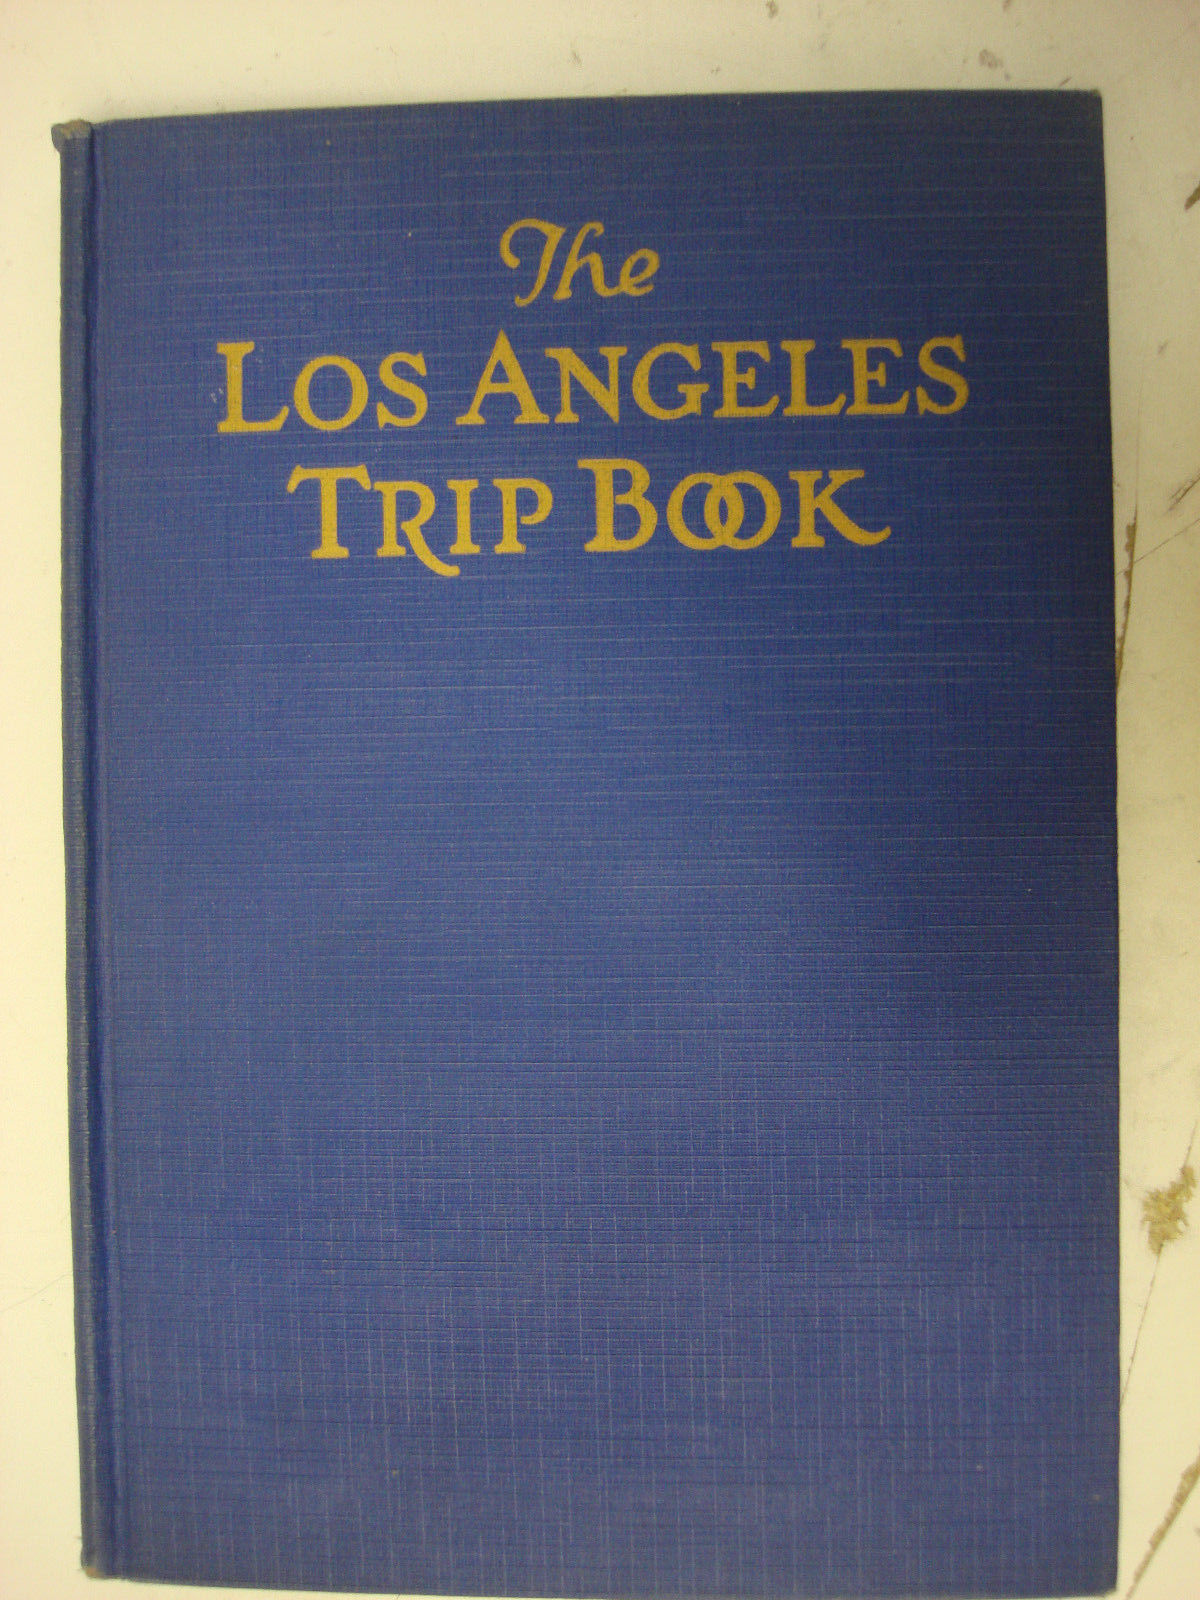 The
LOS ANGELES
TRIP BOOK